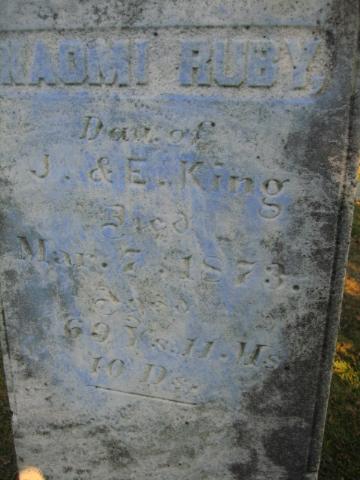 NAOMI RUBY,
Dau. of
J. & E. King
Died
Mar. 7. 1873.
Aged
69 Ys. 11. Ms.
10 Ds.